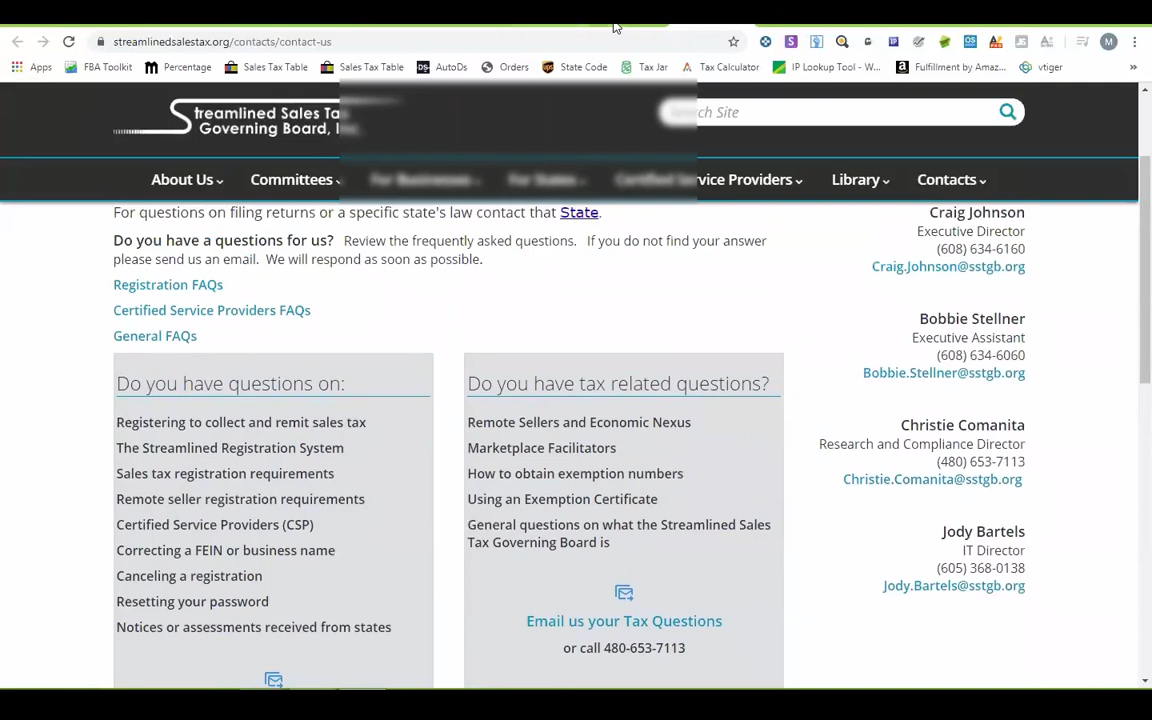 streamlinedsalestax.org/contacts/contact-us
M
Apps FBA Toolkit Percentage Sales Tax Table Sales Tax Table AutoDs Orders State Code Tax Jar Tax Calculator IP Lookup Tool - W... Fulfillment by Amaz... vtiger »
Streamlined Sales Tax
Governing Board, Inc.
Search Site
About Us Committees For Businesses For States Certified Service Providers Library Contacts
For questions on filing returns or a specific state's law contact that State.
Do you have a questions for us? Review the frequently asked questions. If you do not find your answer
please send us an email. We will respond as soon as possible.
Registration FAQs
Certified Service Providers FAQs
General FAQs
Do you have questions on:
Registering to collect and remit sales tax
The Streamlined Registration System
Sales tax registration requirements
Remote seller registration requirements
Certified Service Providers (CSP)
Correcting a FEIN or business name
Canceling a registration
Resetting your password
Notices or assessments received from states
Do you have tax related questions?
Remote Sellers and Economic Nexus
Marketplace Facilitators
How to obtain exemption numbers
Using an Exemption Certificate
General questions on what the Streamlined Sales
Tax Governing Board is
Email us your Tax Questions
or call 480-653-7113
Craig Johnson
Executive Director
(608) 634-6160
Craig.Johnson@sstgb.org
Bobbie Stellner
Executive Assistant
(608) 634-6060
Bobbie.Stellner@sstgb.org
Christie Comanita
Research and Compliance Director
(480) 653-7113
Christie.Comanita@sstgb.org
Jody Bartels
IT Director
(605) 368-0138
Jody.Bartels@sstgb.org